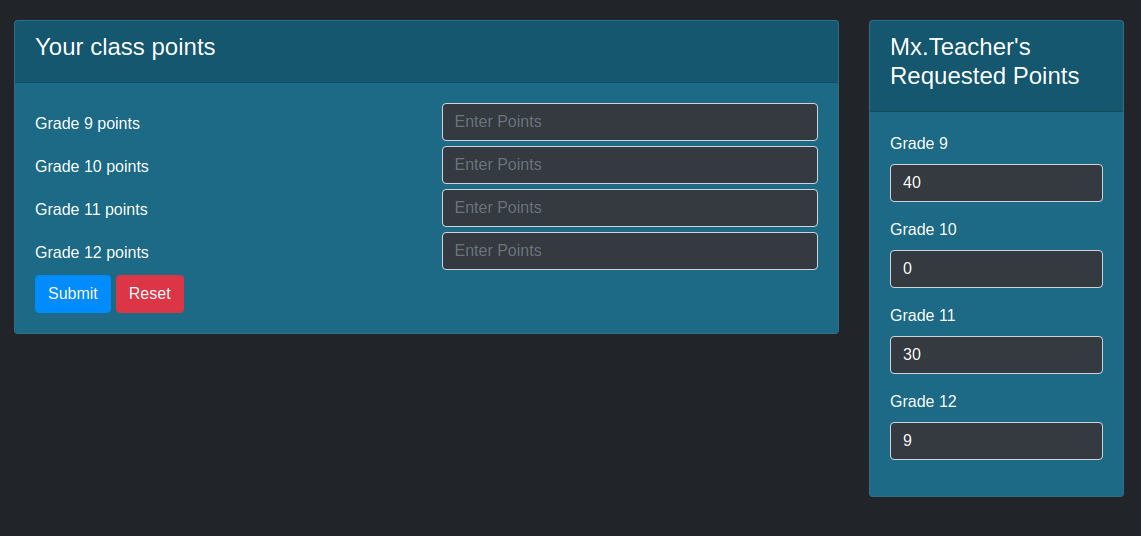 Your class points
Grade 9 points
Enter Points
Grade 10 points
Enter Points
Grade 11 points
Enter Points
Grade 12 points
Enter Points
Submit
Reset
Mx.Teacher's
Requested Points
Grade 9
40
Grade 10
0
Grade 11
30
Grade 12
9